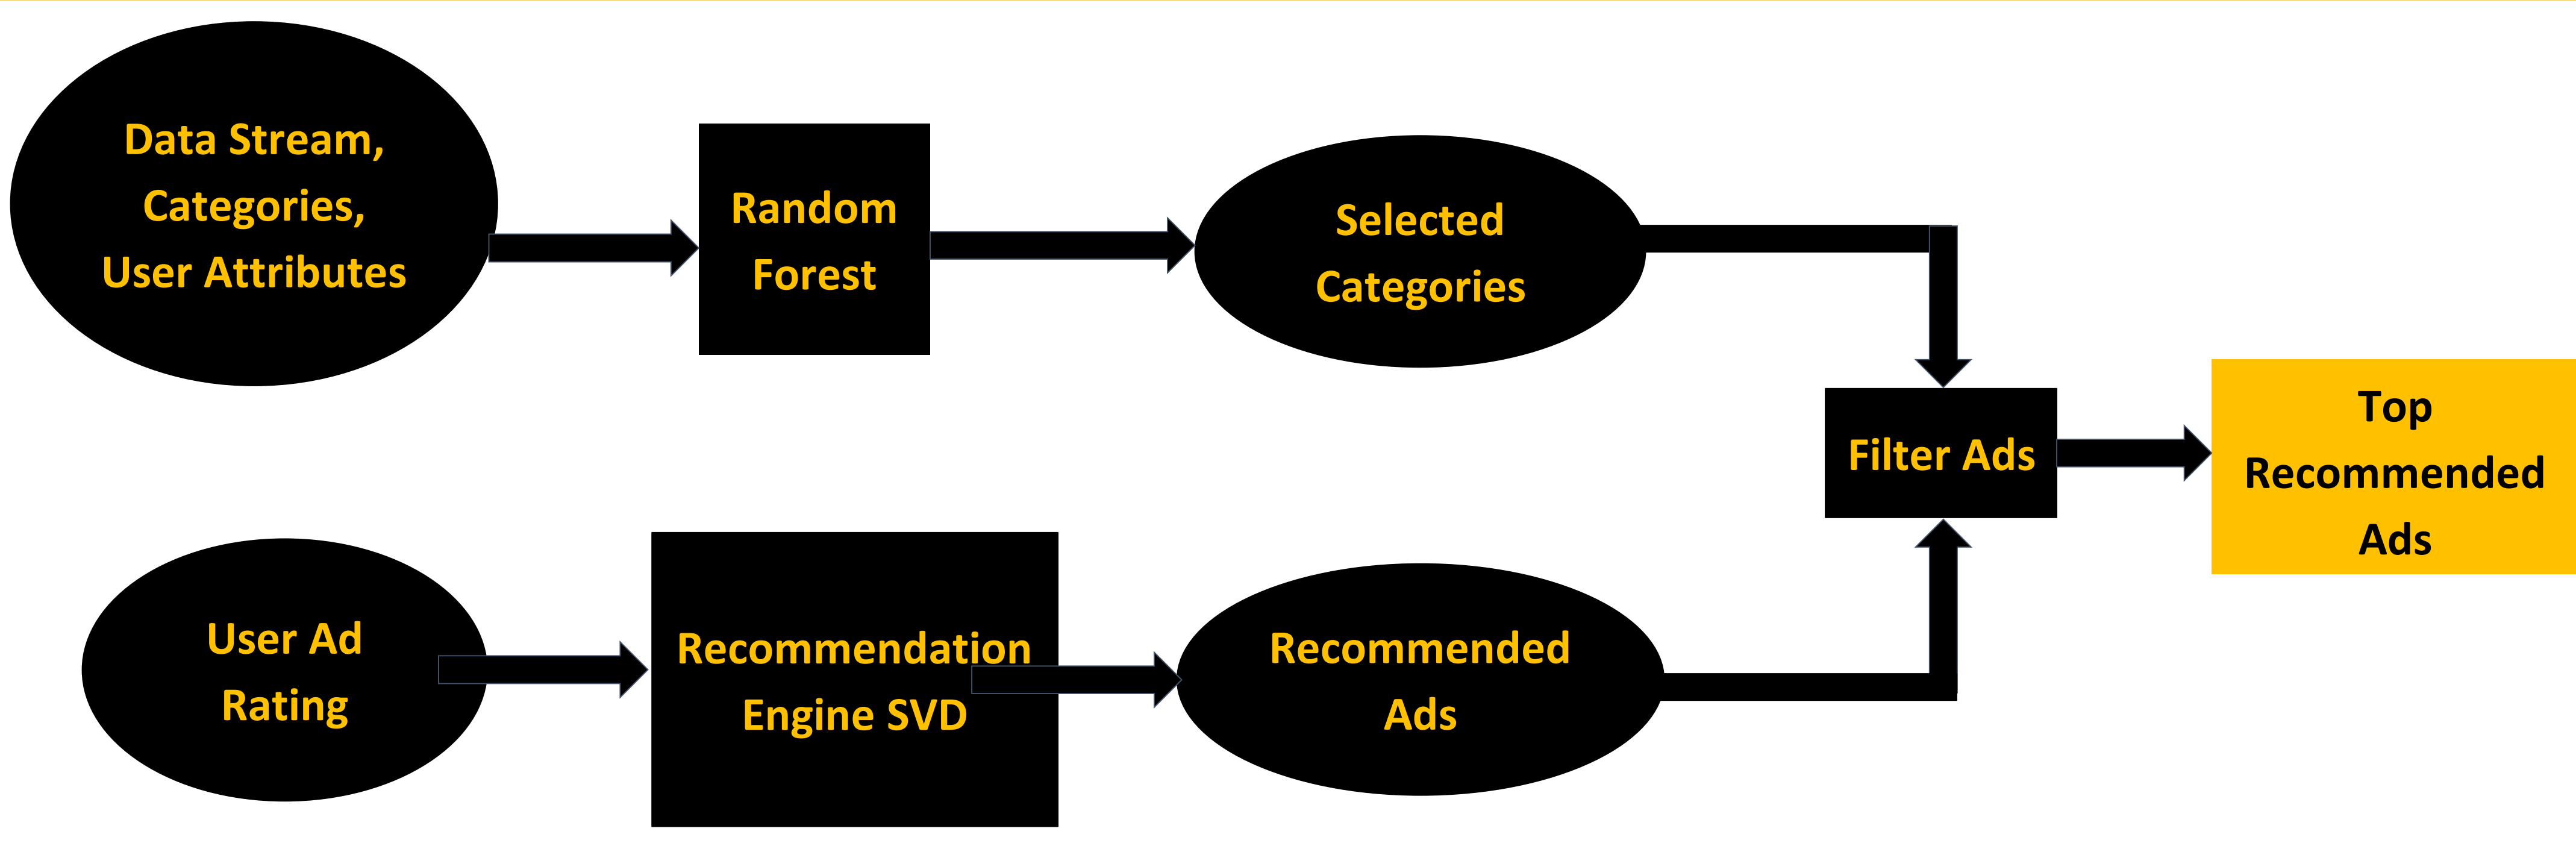 Data Stream,
Categories,
User Attributes
Random
Forest
Selected
Categories
Filter Ads
Top
Recommended
Ads
User Ad
Rating
Recommendation
Engine SVD
Recommended
Ads